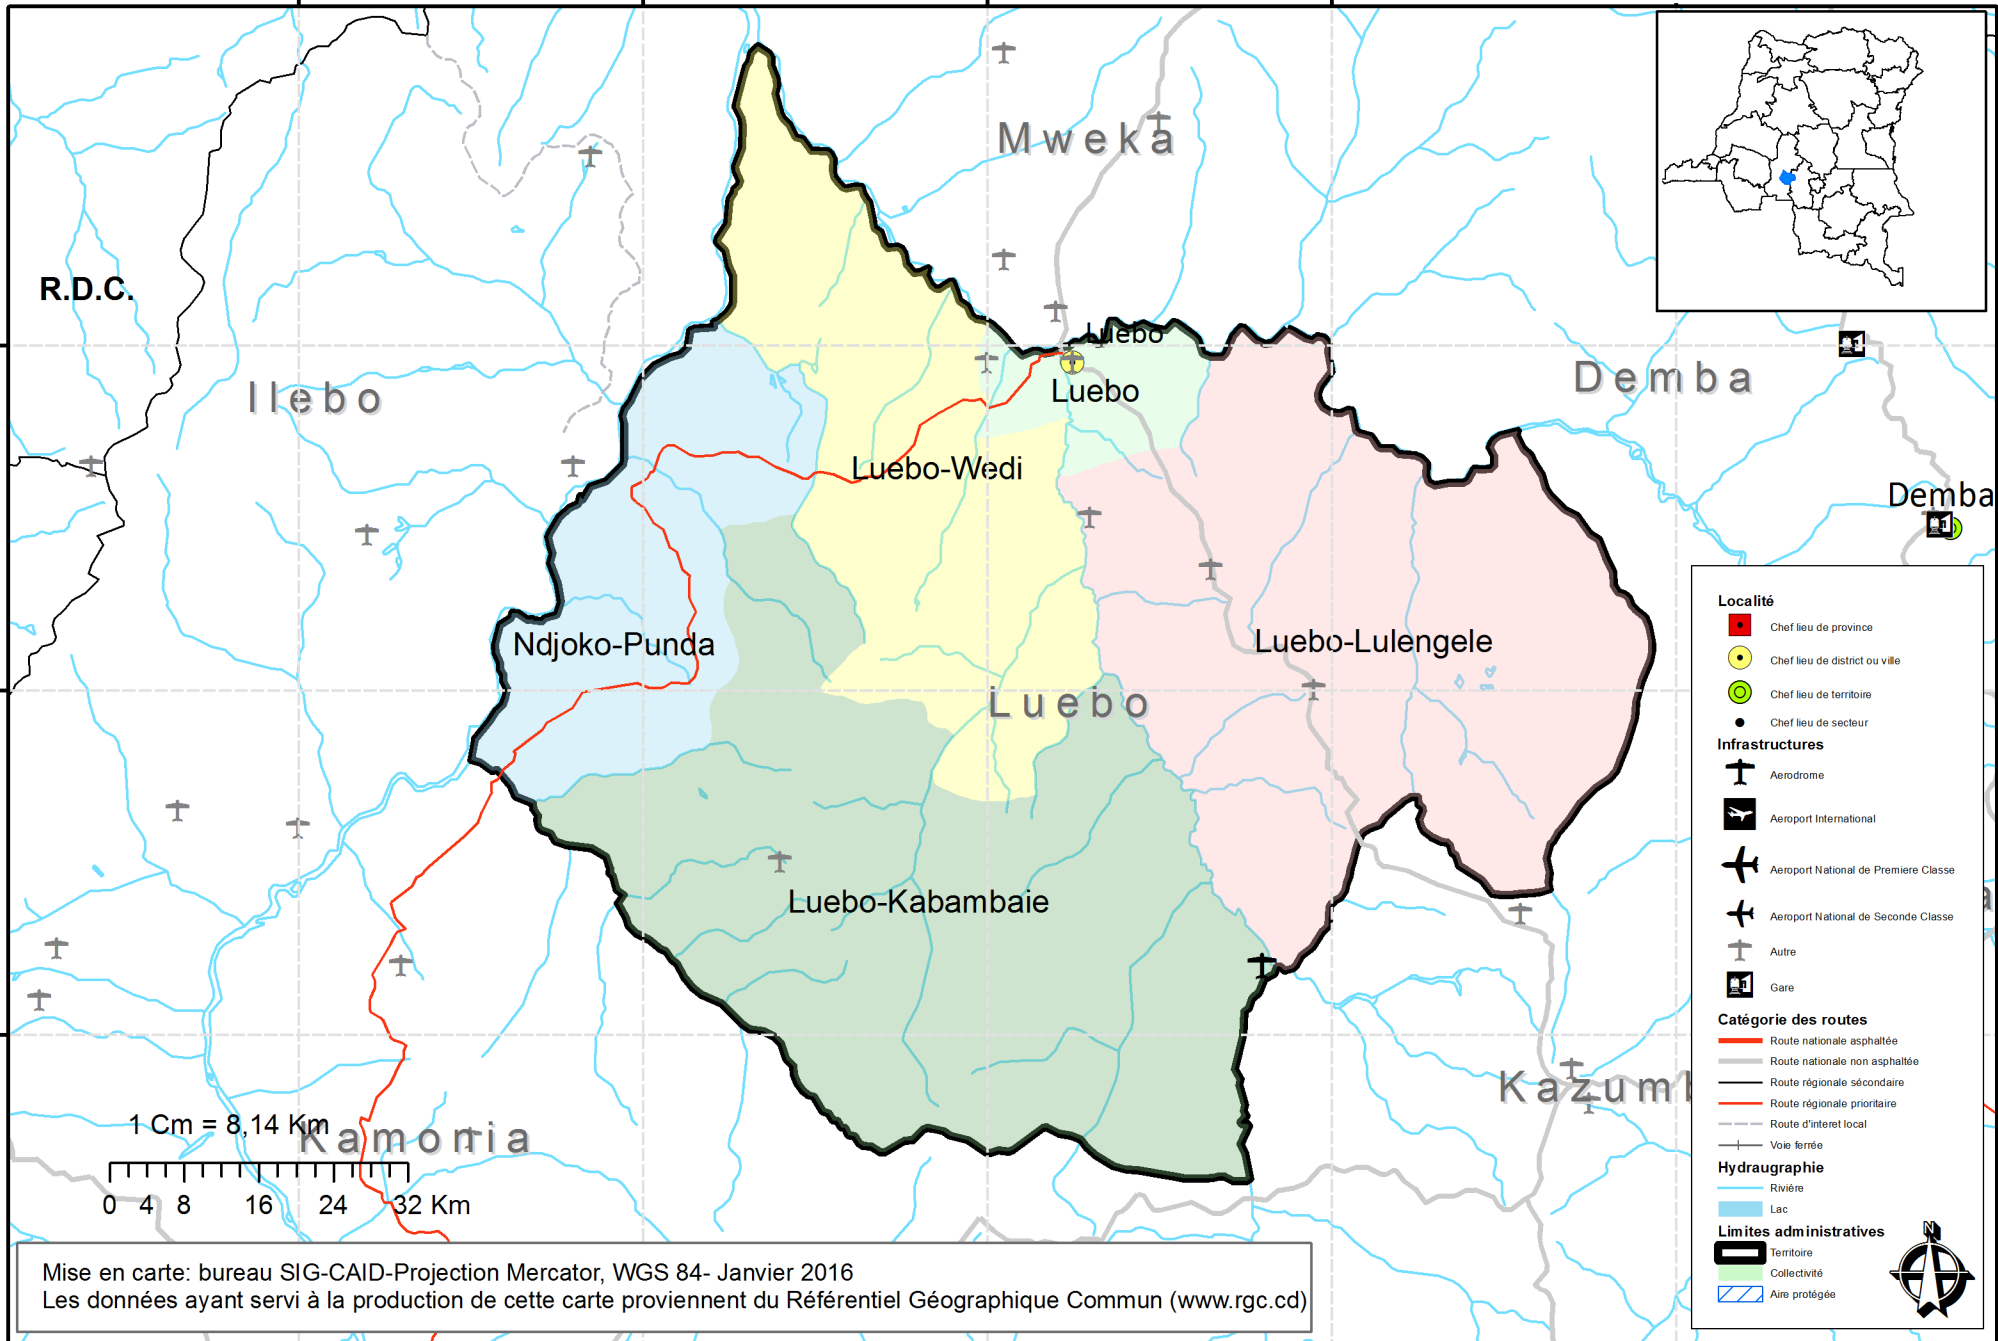 Mweka
R.D.C.
Ilebo
Luebo
Luebo
Demba
Luebo-Wedi
Demba
Ndjoko-Punda
Luebo-Lulengele
Luebo
Luebo-Kabambaie
Kazumb
Kamonia
1 Cm = 8,14 Km
0 4 8 16 24 32 Km
Localité
Chef lieu de province
Chef lieu de district ou ville
Chef lieu de territoire
Chef lieu de secteur
Infrastructures
Aerodrome
Aeroport International
Aeroport National de Premiere Classe
Aeroport National de Seconde Classe
Autre
Gare
Catégorie des routes
Route nationale asphaltée
Route nationale non asphaltée
Route régionale sécondaire
Route régionale prioritaire
Route d'interet local
Voie ferrée
Hydraugraphie
Rivière
Lac
Limites administratives
Territoire
Collectivité
Aire protégée
N
Mise en carte: bureau SIG-CAID-Projection Mercator, WGS 84- Janvier 2016
Les données ayant servi à la production de cette carte proviennent du Référentiel Géographique Commun (www.rgc.cd)